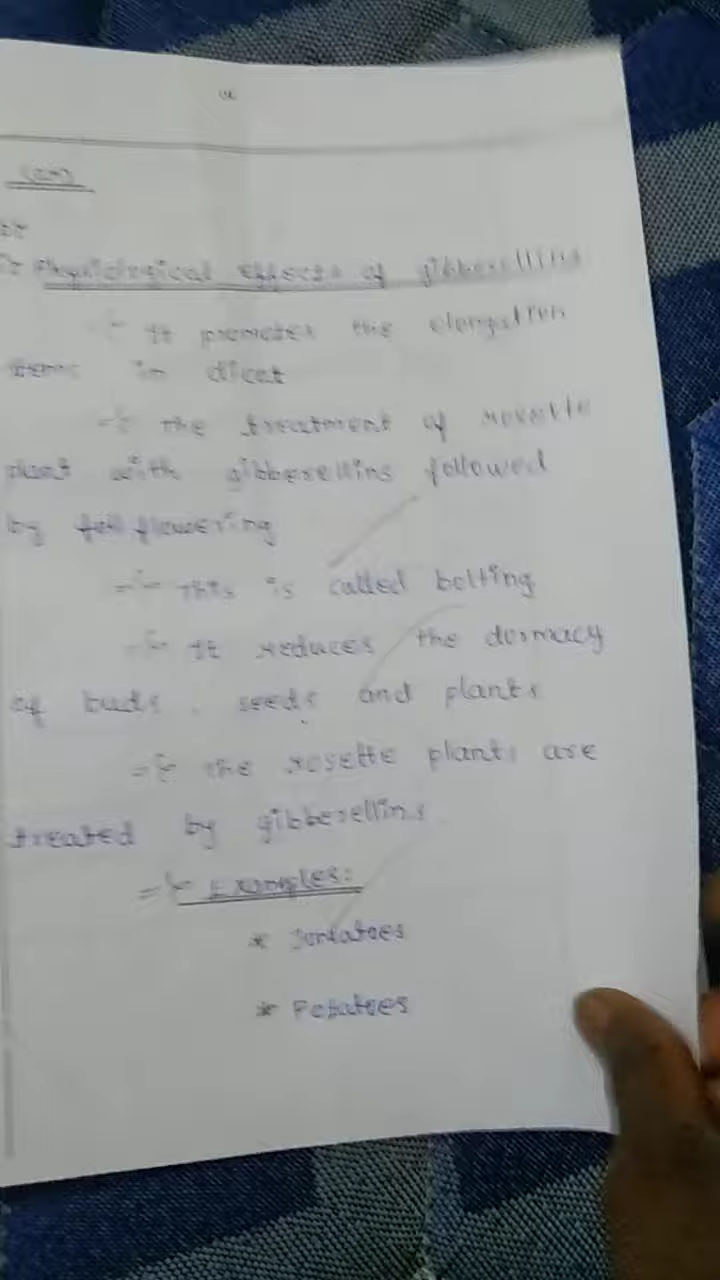 Physiological Effects of gibberellins
It promotes the elongation
stems in dicot
the treatment of rosette
plant with gibberellins followed
by flowering
This is called bolting
It reduces the dormacy
of buds, seeds and plants
the rosette plants are
treated by gibberellins
Examples:
* Potatoes